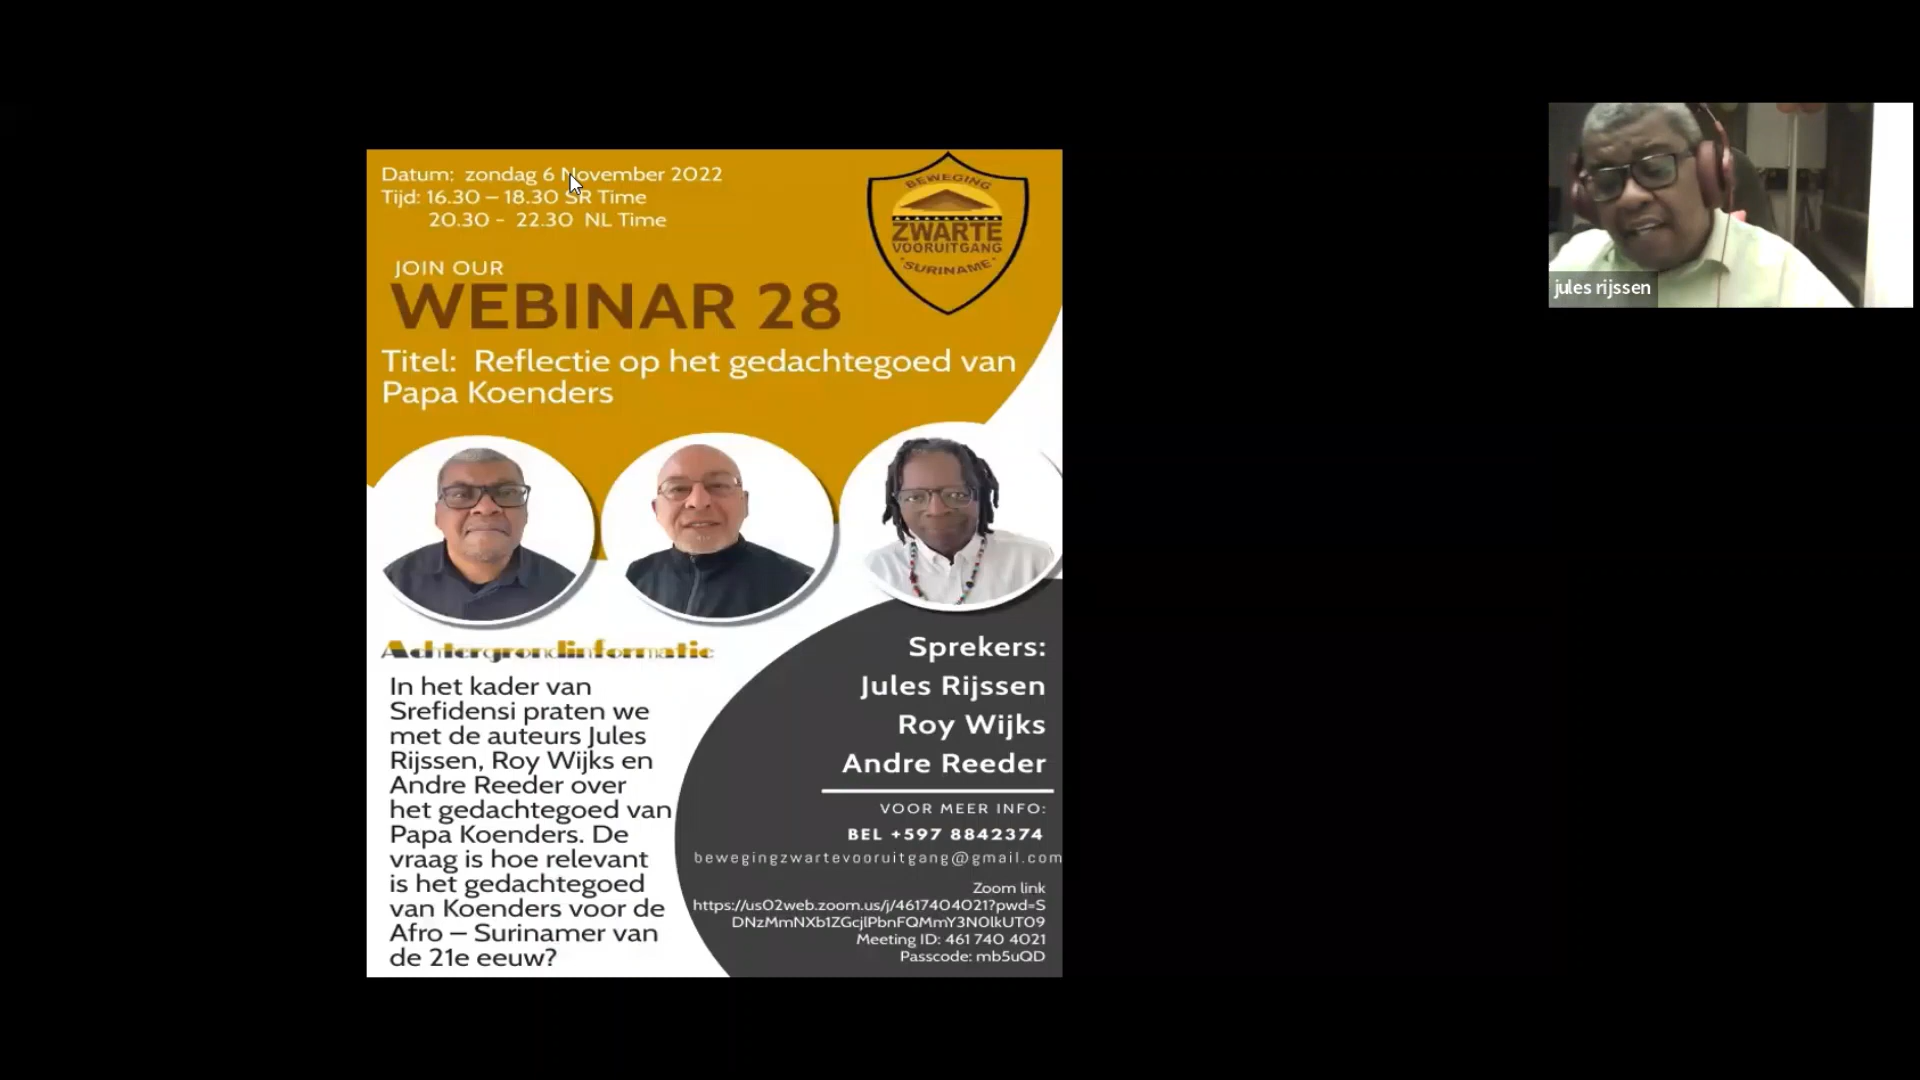 Datum: zondag 6 November 2022
Tijd: 16.30 – 18.30 SR Time
20.30 - 22.30 NL Time
BEWEGING
ZWARTE
VOORUITGANG
SURINAME
JOIN OUR
WEBINAR 28
Titel: Reflectie op het gedachtegoed van
Papa Koenders
jules rijssen
Achtergrondinformatie
In het kader van
Srefidensi praten we
met de auteurs Jules
Rijssen, Roy Wijks en
Andre Reeder over
het gedachtegoed van
Papa Koenders. De
vraag is hoe relevant
is het gedachtegoed
van Koenders voor de
Afro – Surinamer van
de 21e eeuw?
Sprekers:
Jules Rijssen
Roy Wijks
Andre Reeder
VOOR MEER INFO:
BEL +597 8842374
bewegingzwartevooruitgang@gmail.com
Zoom link
https://us02web.zoom.us/j/4617404021?pwd=S
DNzMmNXb1ZGcjlPbnFQMmY3N0lkUT09
Meeting ID: 461 740 4021
Passcode: mb5uQD